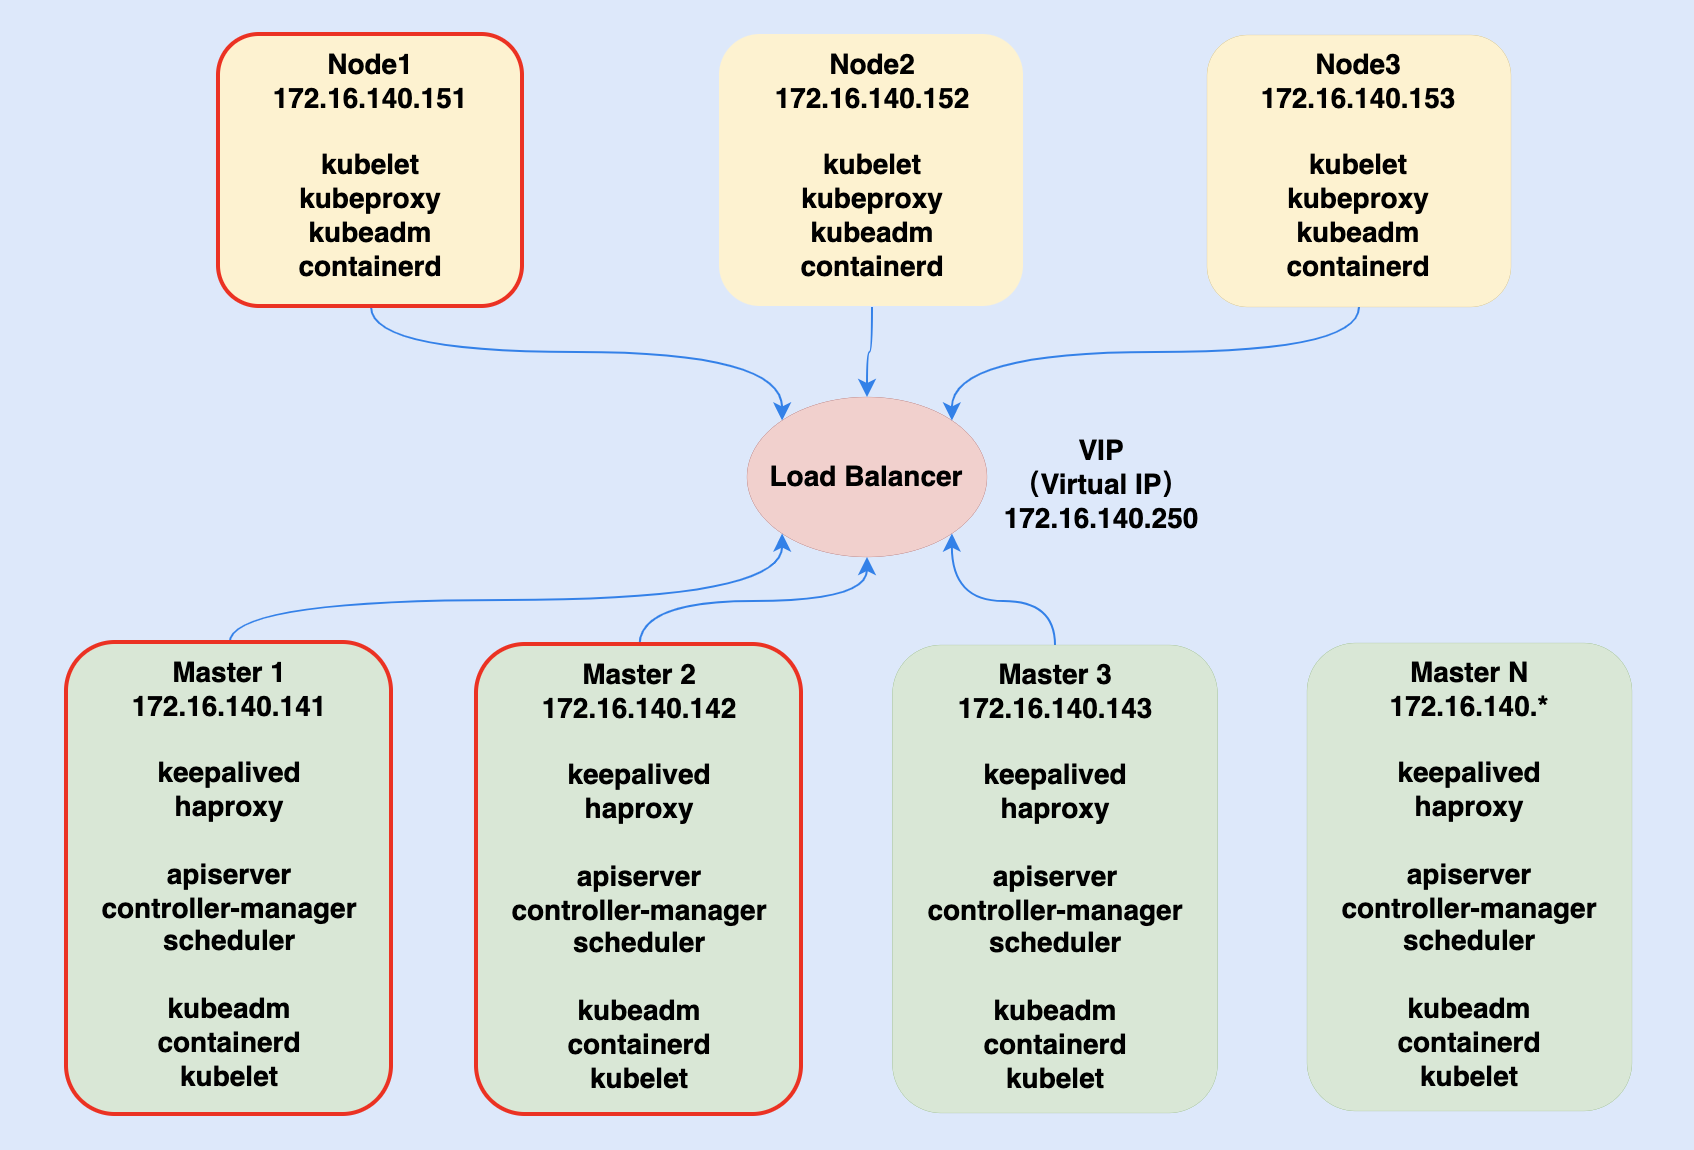 Node1
172.16.140.151
kubelet
kubeproxy
kubeadm
containerd
Node2
172.16.140.152
kubelet
kubeproxy
kubeadm
containerd
Node3
172.16.140.153
kubelet
kubeproxy
kubeadm
containerd
Load Balancer
VIP
（Virtual IP）
172.16.140.250
Master 1
172.16.140.141
keepalived
haproxy
apiserver
controller-manager
scheduler
kubeadm
containerd
kubelet
Master 2
172.16.140.142
keepalived
haproxy
apiserver
controller-manager
scheduler
kubeadm
containerd
kubelet
Master 3
172.16.140.143
keepalived
haproxy
apiserver
controller-manager
scheduler
kubeadm
containerd
kubelet
Master N
172.16.140.*
keepalived
haproxy
apiserver
controller-manager
scheduler
kubeadm
containerd
kubelet